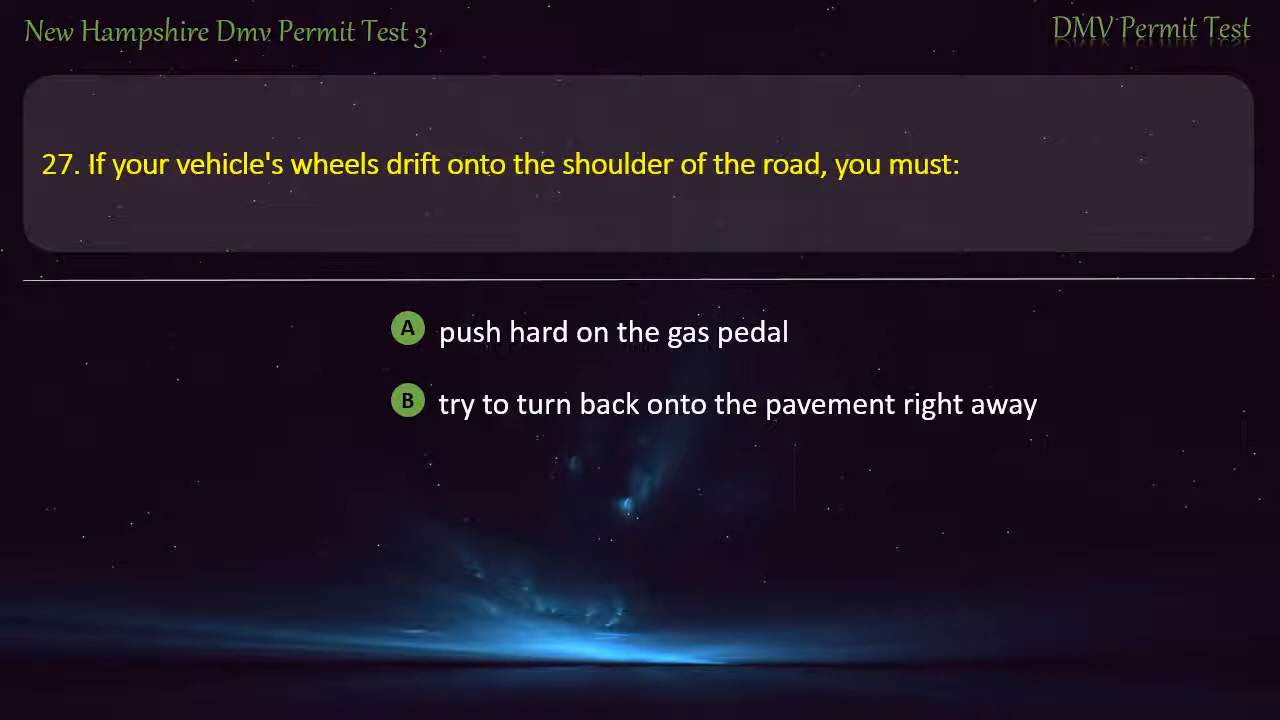 New Hampshire Dmv Permit Test 3
DMV Permit Test
27. If your vehicle's wheels drift onto the shoulder of the road, you must:
A push hard on the gas pedal
B try to turn back onto the pavement right away